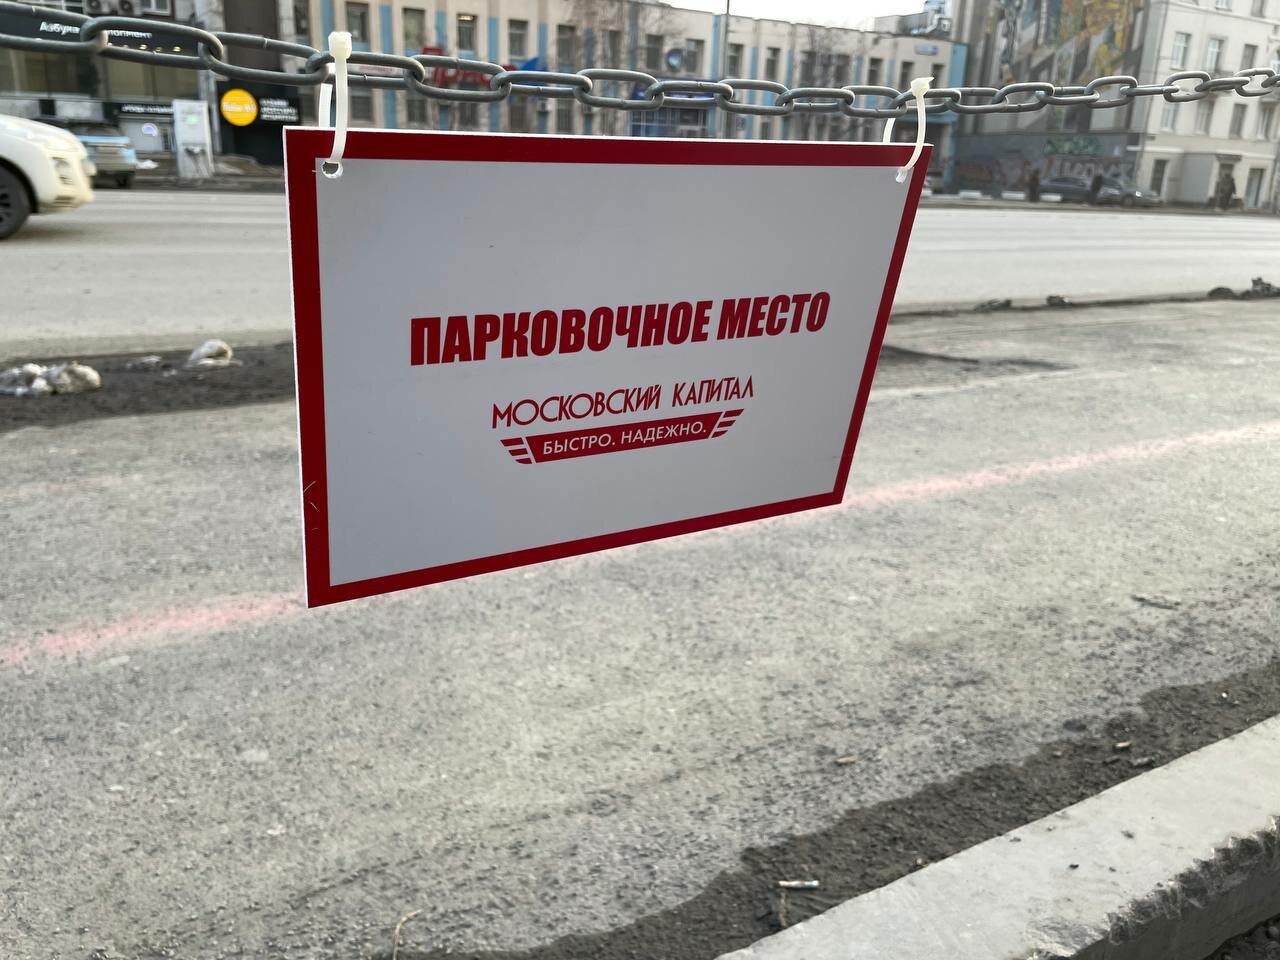 ПАРКОВОЧНОЕ МЕСТО
МОСКОВСКИЙ КАПИТАЛ
БЫСТРО. НАДЕЖНО.